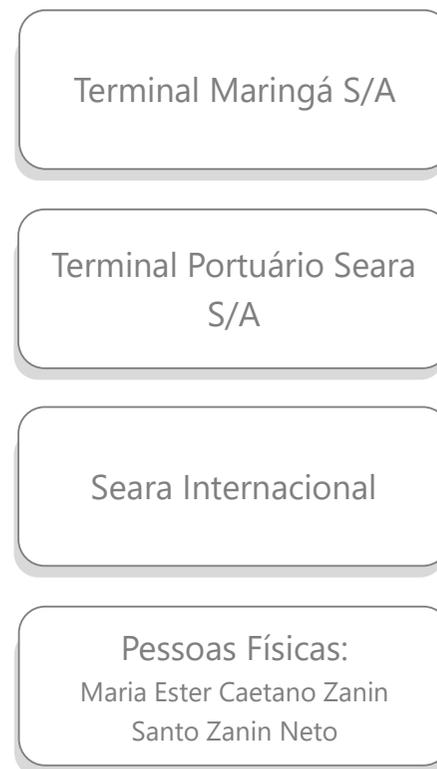 Terminal Maringá S/A
Terminal Portuário Seara
S/A
Seara Internacional
Pessoas Físicas:
Maria Ester Caetano Zanin
Santo Zanin Neto